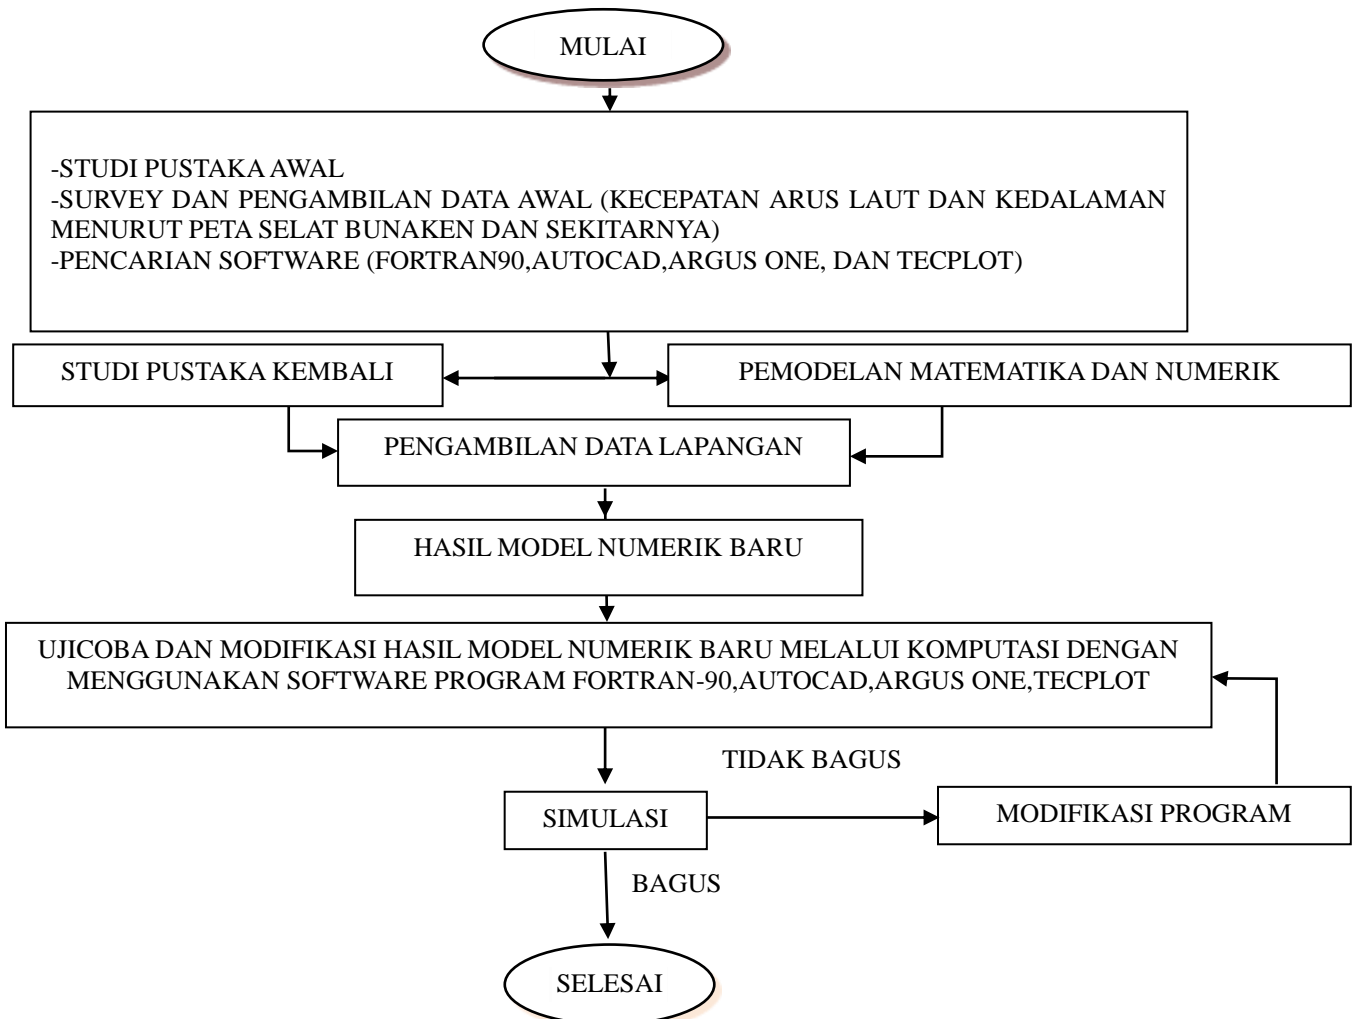 MULAI
-STUDI PUSTAKA AWAL
-SURVEY DAN PENGAMBILAN DATA AWAL (KECEPATAN ARUS LAUT DAN KEDALAMAN
MENURUT PETA SELAT BUNAKEN DAN SEKITARNYA)
-PENCARIAN SOFTWARE (FORTRAN90,AUTOCAD,ARGUS ONE, DAN TECPLOT)
STUDI PUSTAKA KEMBALI
PEMODELAN MATEMATIKA DAN NUMERIK
PENGAMBILAN DATA LAPANGAN
HASIL MODEL NUMERIK BARU
UJICOBA DAN MODIFIKASI HASIL MODEL NUMERIK BARU MELALUI KOMPUTASI DENGAN
MENGGUNAKAN SOFTWARE PROGRAM FORTRAN-90,AUTOCAD,ARGUS ONE,TECPLOT
TIDAK BAGUS
SIMULASI
MODIFIKASI PROGRAM
BAGUS
SELESAI